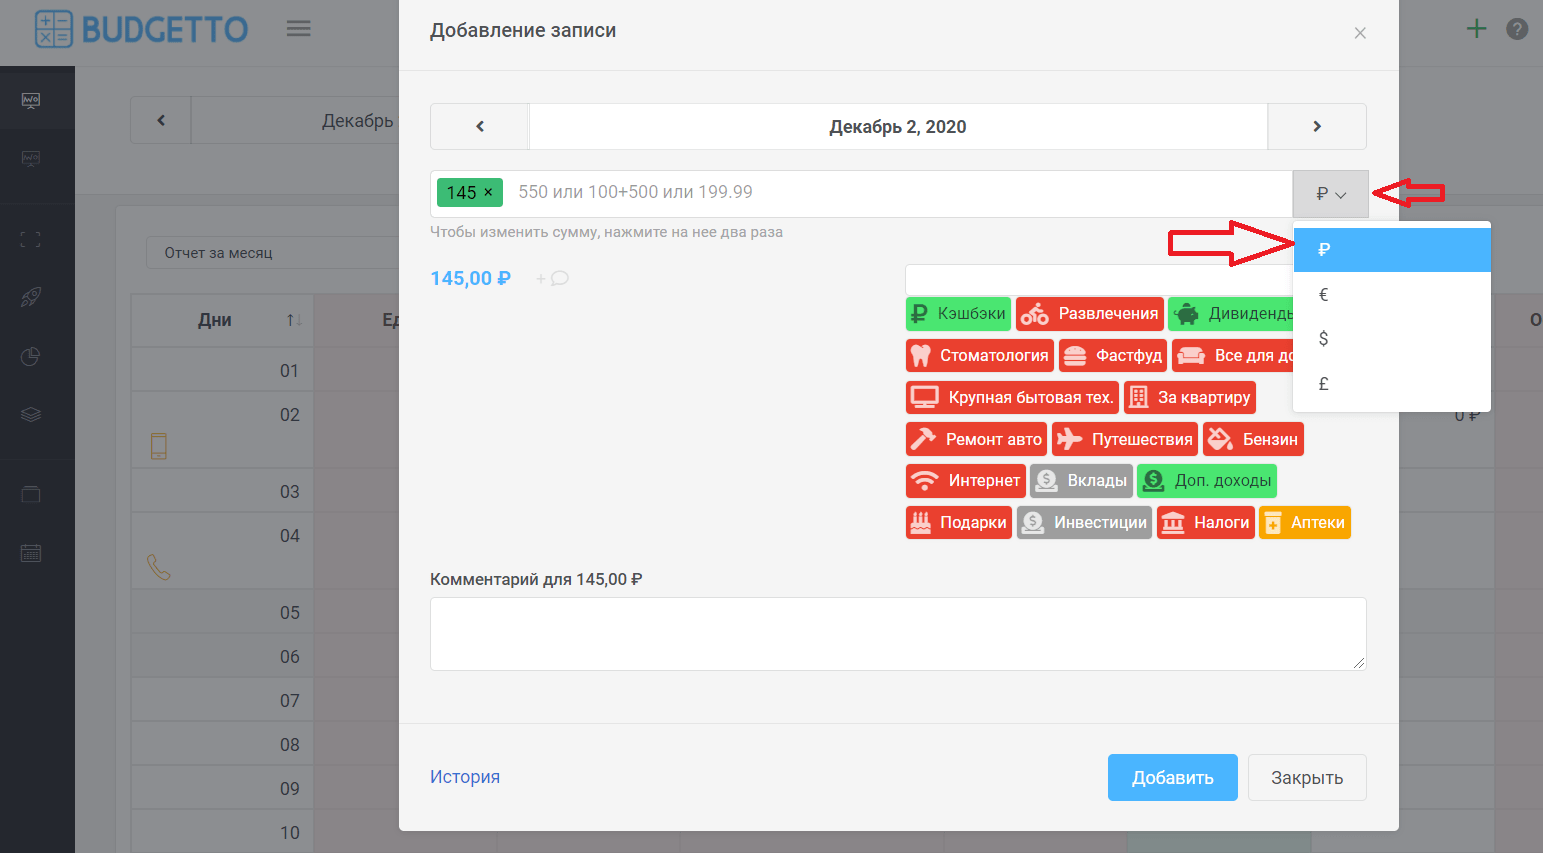 BUDGETTO
Добавление записи
×
?
Декабрь
Декабрь 2, 2020
145 × 550 или 100+500 или 199.99
₽
Чтобы изменить сумму, нажмите на нее два раза
₽
€
$
£
Отчет за месяц
145,00 ₽ +
Кэшбэки Развлечения Дивиденды
Стоматология Фастфуд Все для до
Крупная бытовая тех. За квартиру
Ремонт авто Путешествия Бензин
Интернет Вклады Доп. доходы
Подарки Инвестиции Налоги Аптеки
Дни ↑↓ Ед
О
01
02
0 ₽
03
04
Комментарий для 145,00 ₽
05
06
07
08
09
10
История
Добавить Закрыть